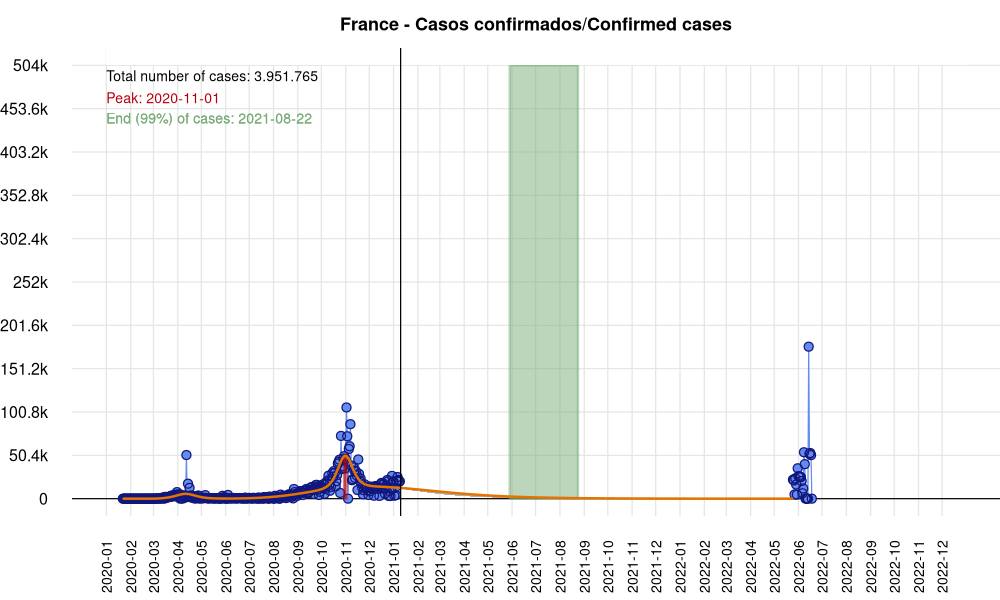 France - Casos confirmados/Confirmed cases
Total number of cases: 3.951.765
Peak: 2020-11-01
End (99%) of cases: 2021-08-22
504k
453.6k
403.2k
352.8k
302.4k
252k
201.6k
151.2k
100.8k
50.4k
0
2020-01
2020-02
2020-03
2020-04
2020-05
2020-06
2020-07
2020-08
2020-09
2020-10
2020-11
2020-12
2021-01
2021-02
2021-03
2021-04
2021-05
2021-06
2021-07
2021-08
2021-09
2021-10
2021-11
2021-12
2022-01
2022-02
2022-03
2022-04
2022-05
2022-06
2022-07
2022-08
2022-09
2022-10
2022-11
2022-12